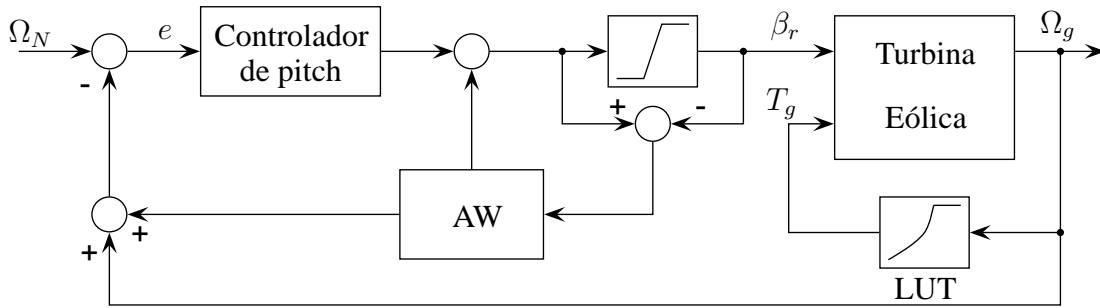 Ω_N
e
Controlador
de pitch
β_r
Turbina
Eólica
Ω_g
-
+
-
T_g
AW
+
+
LUT